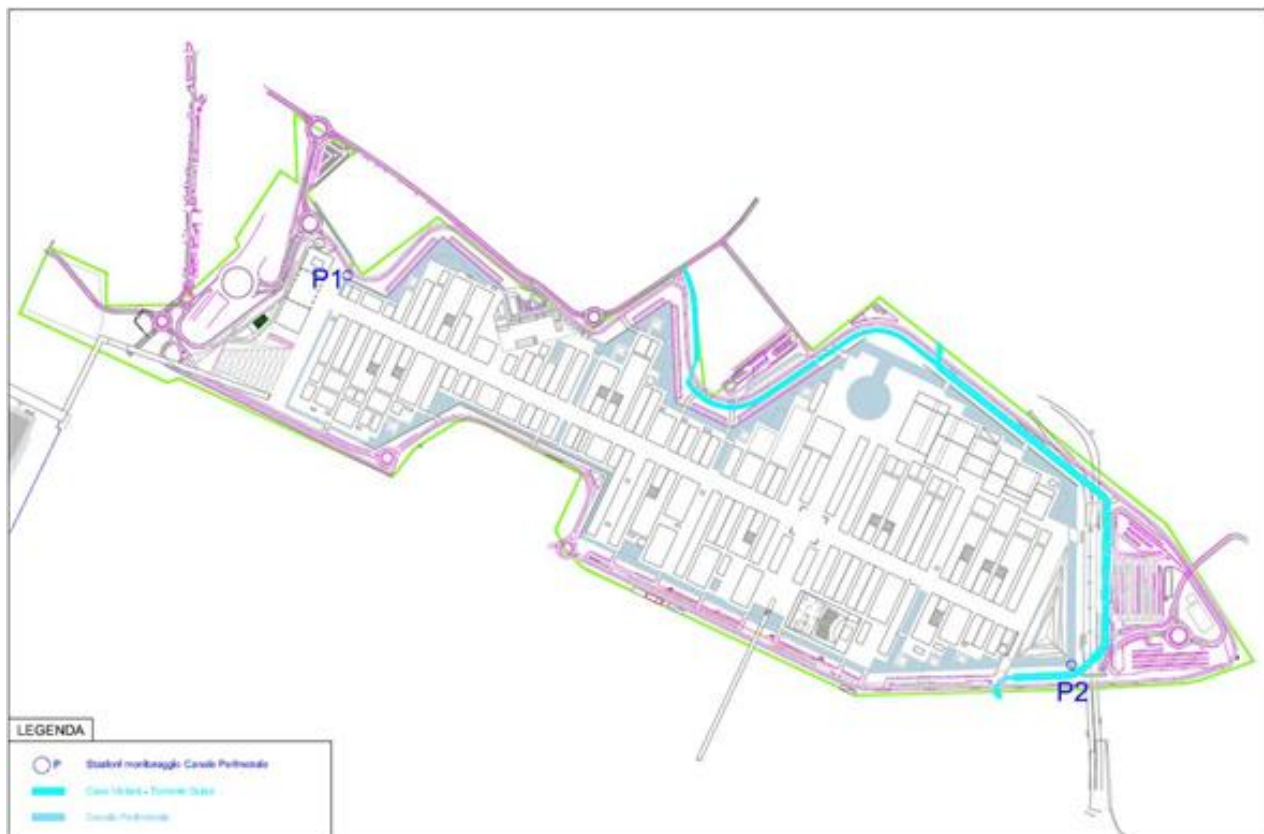 P1
P2
LEGENDA
P Stazioni monitoraggio Canale Perimetrale
Canale Perimetrale